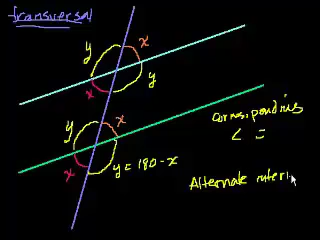 transversal
y
x
x
y
y
x
x
y = 180 - x
corresponding
< =
Alternate interi